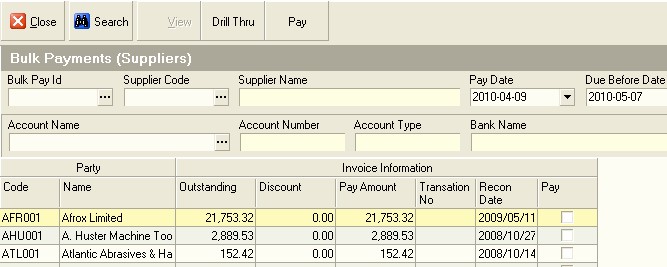 Close Search View Drill Thru Pay
Bulk Payments (Suppliers)
Bulk Pay Id Supplier Code Supplier Name Pay Date Due Before Date
2010-04-09 2010-05-07
Account Name Account Number Account Type Bank Name
Party Invoice Information
Code Name Outstanding Discount Pay Amount Transation No Recon Date Pay
AFR001 Afrox Limited 21,753.32 0.00 21,753.32 2009/05/11
AHU001 A. Huster Machine Too 2,889.53 0.00 2,889.53 2008/10/27
ATL001 Atlantic Abrasives & Ha 152.42 0.00 152.42 2008/10/14